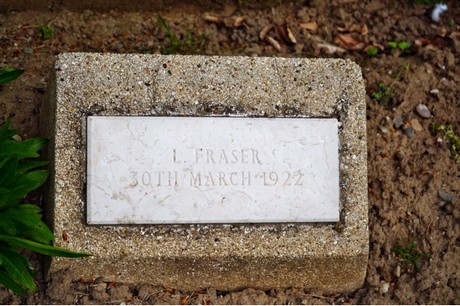 L. FRASER
30TH MARCH 1922